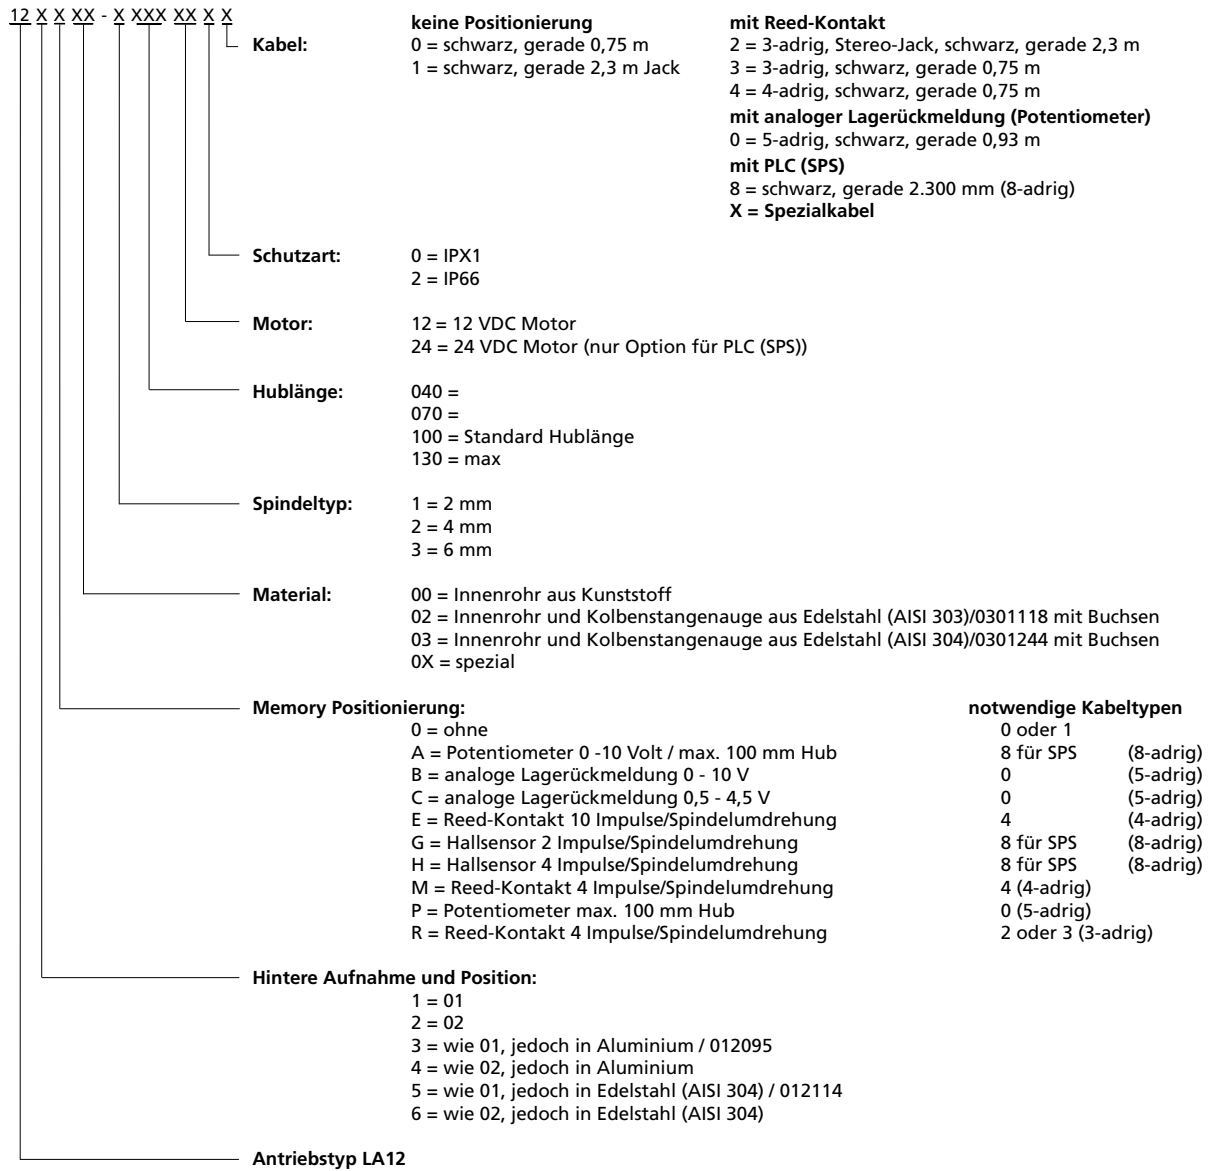 12 X X XX - X XXX XX X X
keine Positionierung mit Reed-Kontakt
Kabel: 0 = schwarz, gerade 0,75 m 2 = 3-adrig, Stereo-Jack, schwarz, gerade 2,3 m
1 = schwarz, gerade 2,3 m Jack 3 = 3-adrig, schwarz, gerade 0,75 m
4 = 4-adrig, schwarz, gerade 0,75 m
mit analoger Lagerückmeldung (Potentiometer)
0 = 5-adrig, schwarz, gerade 0,93 m
mit PLC (SPS)
8 = schwarz, gerade 2.300 mm (8-adrig)
X = Spezialkabel
Schutzart: 0 = IPX1
2 = IP66
Motor: 12 = 12 VDC Motor
24 = 24 VDC Motor (nur Option für PLC (SPS))
Hublänge: 040 =
070 =
100 = Standard Hublänge
130 = max
Spindeltyp: 1 = 2 mm
2 = 4 mm
3 = 6 mm
Material: 00 = Innenrohr aus Kunststoff
02 = Innenrohr und Kolbenstangenauge aus Edelstahl (AISI 303)/0301118 mit Buchsen
03 = Innenrohr und Kolbenstangenauge aus Edelstahl (AISI 304)/0301244 mit Buchsen
0X = spezial
Memory Positionierung: notwendige Kabeltypen
0 = ohne 0 oder 1
A = Potentiometer 0 -10 Volt / max. 100 mm Hub 8 für SPS (8-adrig)
B = analoge Lagerückmeldung 0 - 10 V 0 (5-adrig)
C = analoge Lagerückmeldung 0,5 - 4,5 V 0 (5-adrig)
E = Reed-Kontakt 10 Impulse/Spindelumdrehung 4 (4-adrig)
G = Hallsensor 2 Impulse/Spindelumdrehung 8 für SPS (8-adrig)
H = Hallsensor 4 Impulse/Spindelumdrehung 8 für SPS (8-adrig)
M = Reed-Kontakt 4 Impulse/Spindelumdrehung 4 (4-adrig)
P = Potentiometer max. 100 mm Hub 0 (5-adrig)
R = Reed-Kontakt 4 Impulse/Spindelumdrehung 2 oder 3 (3-adrig)
Hintere Aufnahme und Position:
1 = 01
2 = 02
3 = wie 01, jedoch in Aluminium / 012095
4 = wie 02, jedoch in Aluminium
5 = wie 01, jedoch in Edelstahl (AISI 304) / 012114
6 = wie 02, jedoch in Edelstahl (AISI 304)
Antriebstyp LA12